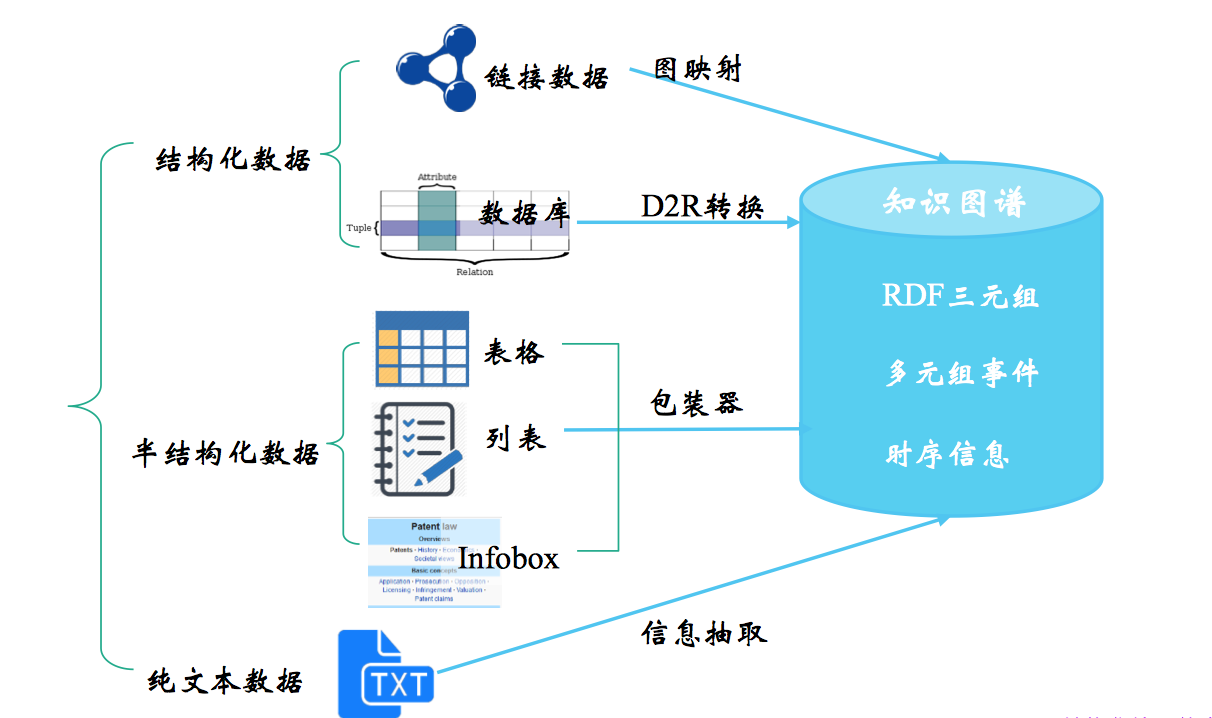 链接数据
图映射
结构化数据
Attribute
数据库
D2R转换
Tuple
Relation
知识图谱
RDF三元组
多元组事件
时序信息
表格
包装器
列表
半结构化数据
Patent law
Overviews
Patents · History
Societal views
Basic concepts
Infobox
Application · Prosecution · Opposition ·
Licensing · Infringement · Valuation ·
Patent claims
信息抽取
纯文本数据
TXT